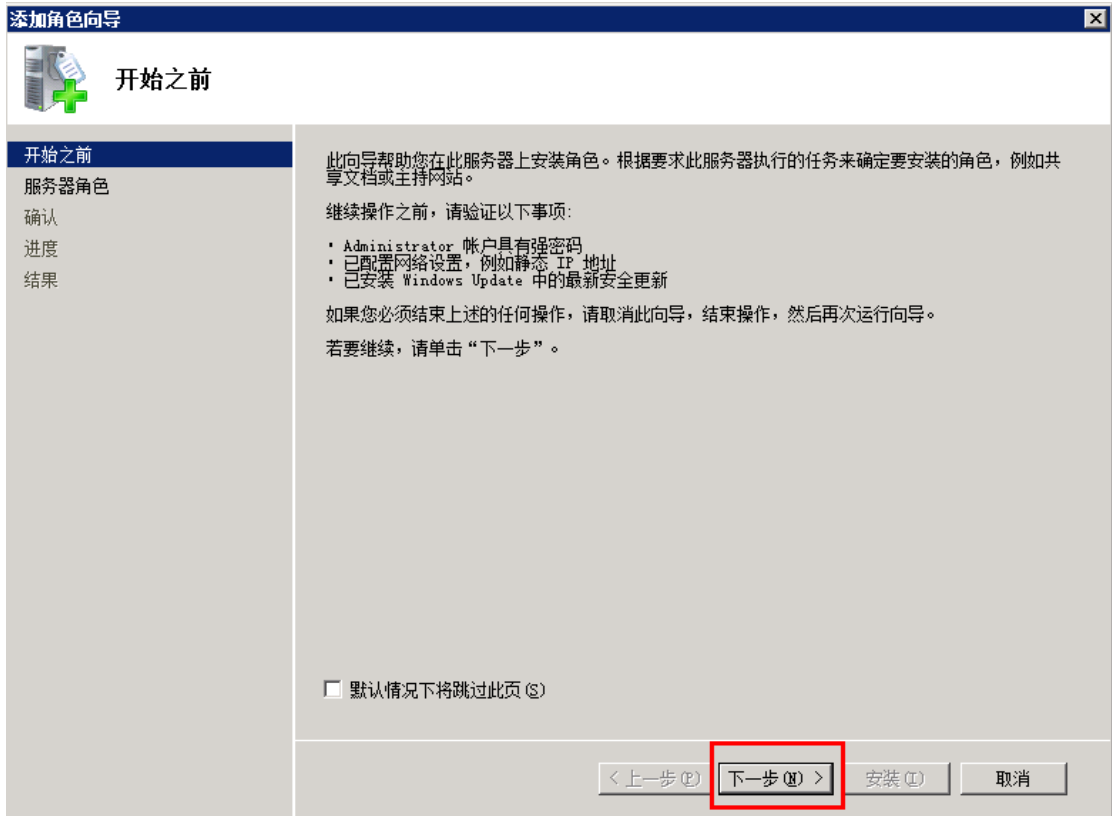 添加角色向导
开始之前
开始之前
服务器角色
确认
进度
结果
此向导帮助您在此服务器上安装角色。根据要求此服务器执行的任务来确定要安装的角色，例如共
享文档或主持网站。
继续操作之前，请验证以下事项:
· Administrator 帐户具有强密码
· 已配置网络设置，例如静态 IP 地址
· 已安装 Windows Update 中的最新安全更新
如果您必须结束上述的任何操作，请取消此向导，结束操作，然后再次运行向导。
若要继续，请单击“下一步”。
默认情况下将跳过此页(S)
< 上一步(P) 下一步(N) > 安装(I) 取消